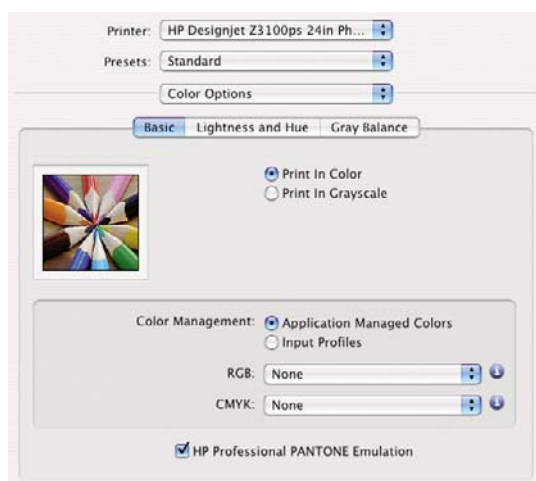 Printer: HP Designjet Z3100ps 24in Ph...
Presets: Standard
Color Options
Basic Lightness and Hue Gray Balance
Print In Color
Print In Grayscale
Color Management: Application Managed Colors
Input Profiles
RGB: None
CMYK: None
HP Professional PANTONE Emulation